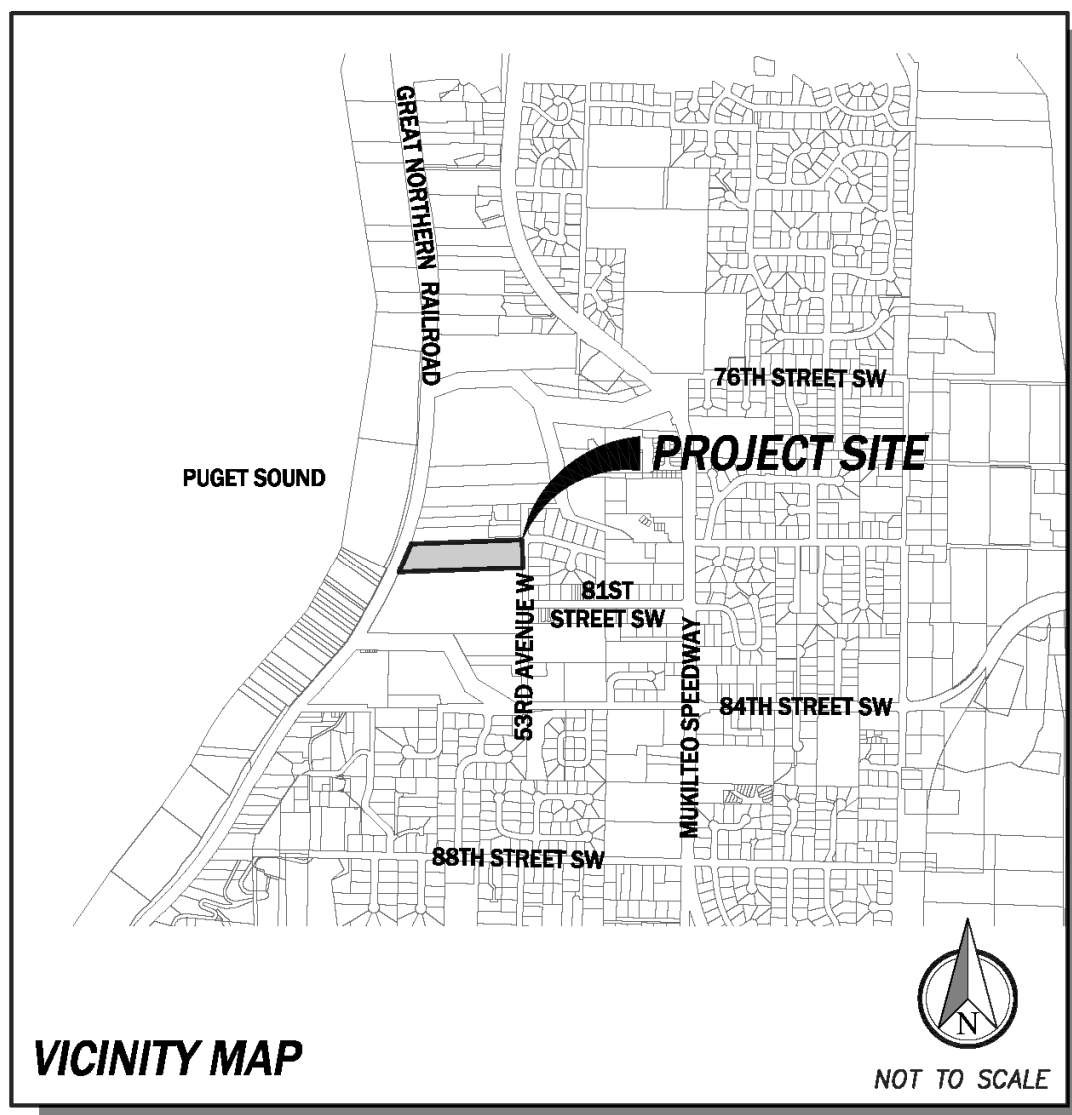 GREAT NORTHERN RAILROAD
76TH STREET SW
PROJECT SITE
PUGET SOUND
81ST
STREET SW
53RD AVENUE W
MUKILTEO SPEEDWAY
84TH STREET SW
88TH STREET SW
N
VICINITY MAP
NOT TO SCALE